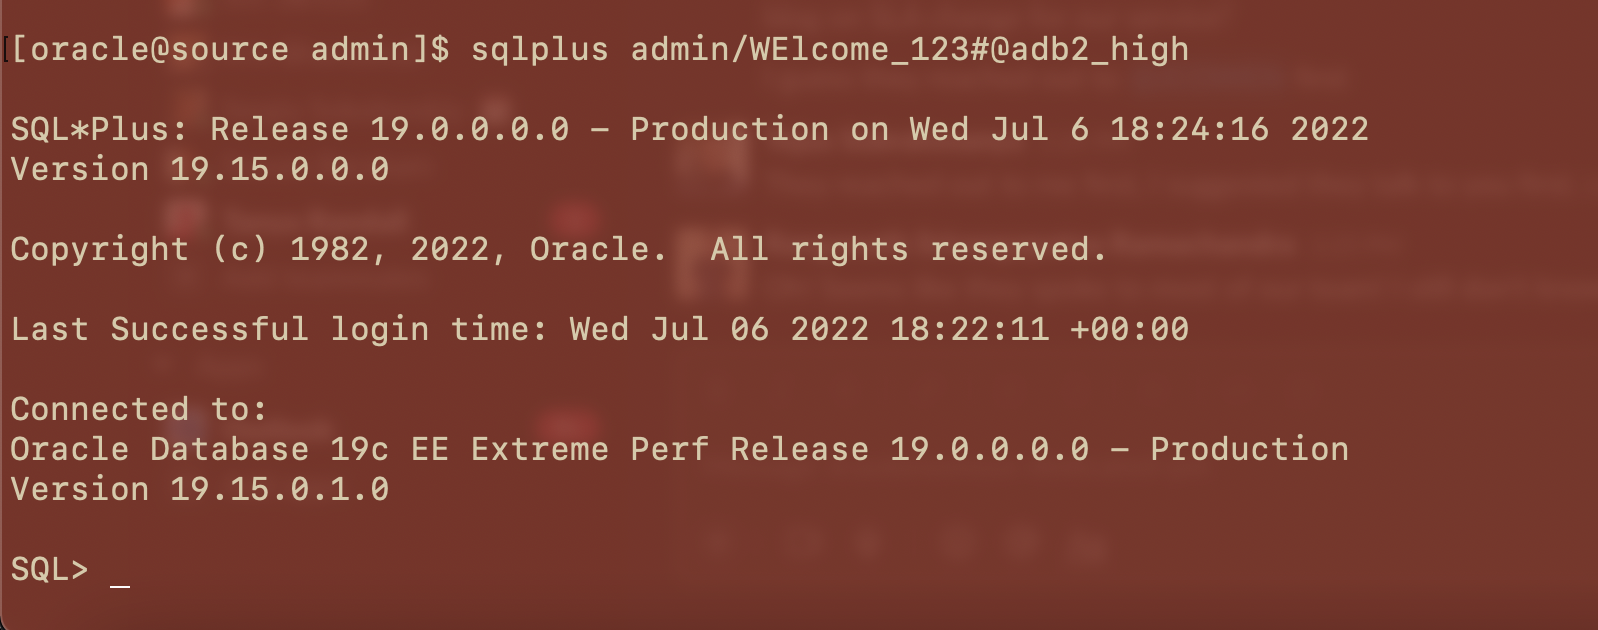 [[oracle@source admin]$ sqlplus admin/WElcome_123#@adb2_high
SQL*Plus: Release 19.0.0.0.0 – Production on Wed Jul 6 18:24:16 2022
Version 19.15.0.0.0
Copyright (c) 1982, 2022, Oracle.  All rights reserved.
Last Successful login time: Wed Jul 06 2022 18:22:11 +00:00
Connected to:
Oracle Database 19c EE Extreme Perf Release 19.0.0.0.0 – Production
Version 19.15.0.1.0
SQL> _